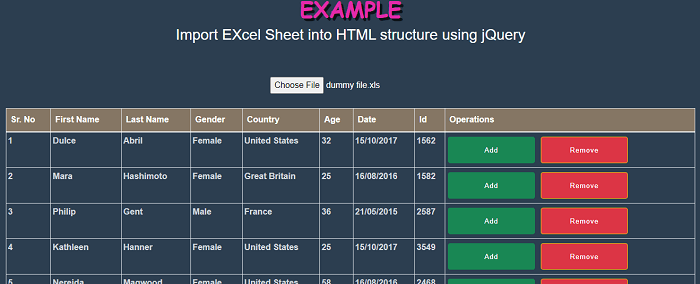 EXAMPLE
Import EXcel Sheet into HTML structure using jQuery
Choose File dummy file.xls
Sr. No First Name Last Name Gender Country Age Date Id Operations
1 Dulce Abril Female United States 32 15/10/2017 1562 Add Remove
2 Mara Hashimoto Female Great Britain 25 16/08/2016 1582 Add Remove
3 Philip Gent Male France 36 21/05/2015 2587 Add Remove
4 Kathleen Hanner Female United States 25 15/10/2017 3549 Add Remove
5 Nereida Magwood Female United States 58 16/08/2016 2468